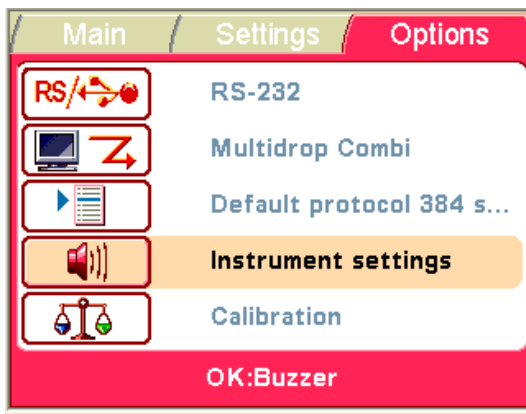 Main Settings Options
RS/ RS-232
Multidrop Combi
Default protocol 384 s...
Instrument settings
Calibration
OK:Buzzer